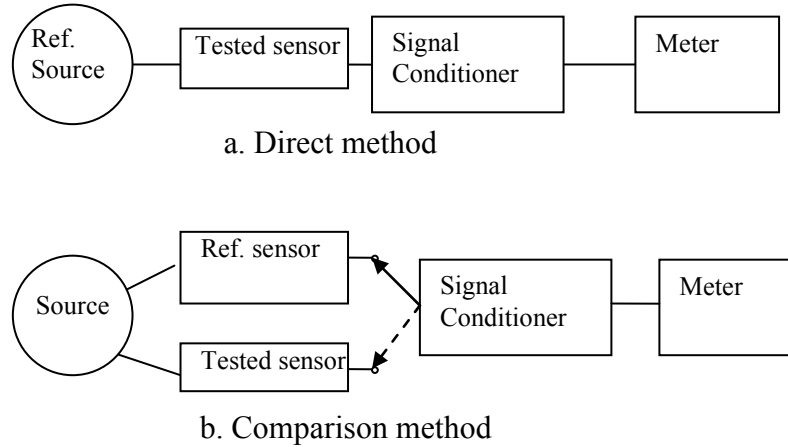 Ref.
Source
Tested sensor
Signal
Conditioner
Meter
a. Direct method
Source
Ref. sensor
Tested sensor
Signal
Conditioner
Meter
b. Comparison method